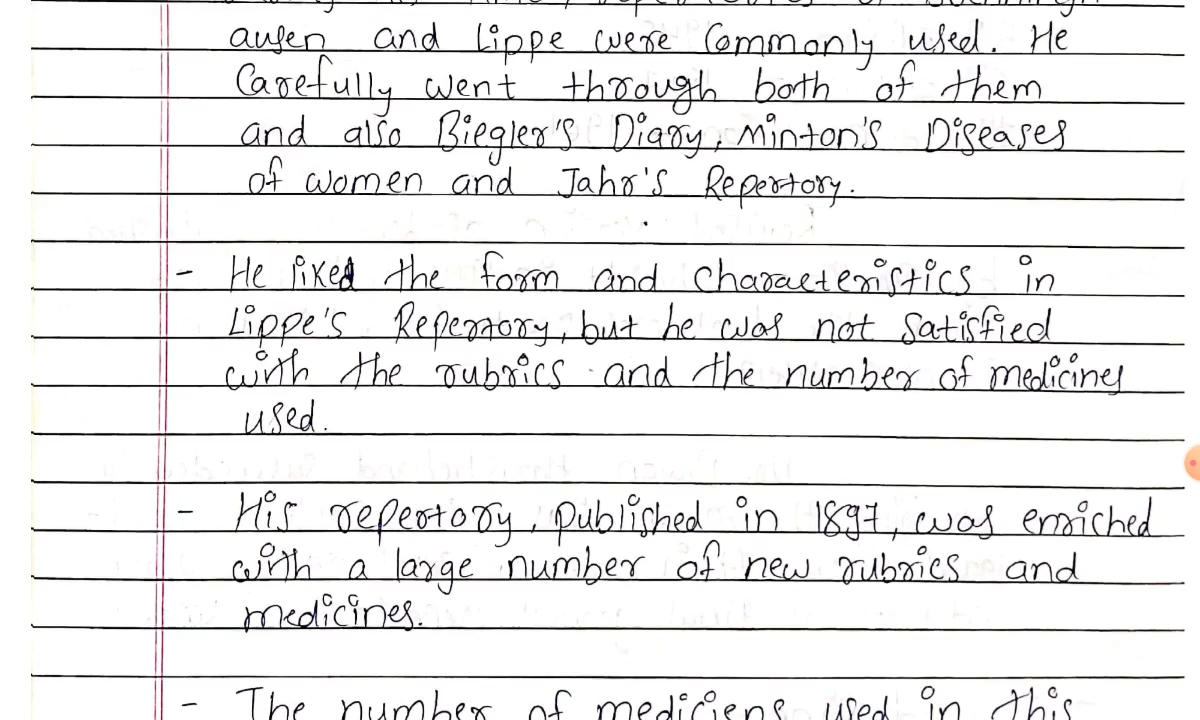 ausen and Lippe were Commonly used. He
Carefully went through both of them
and also Biegler's Diary, Minton's Diseases
of women and Jahr's Repertory.
- He liked the form and characteristics in
Lippe's Repertory, but he was not satisfied
with the rubrics and the number of medicines
used.
- His repertory, published in 1897, was enriched
with a large number of new rubrics and
medicines.
- The number of mediciens used in this